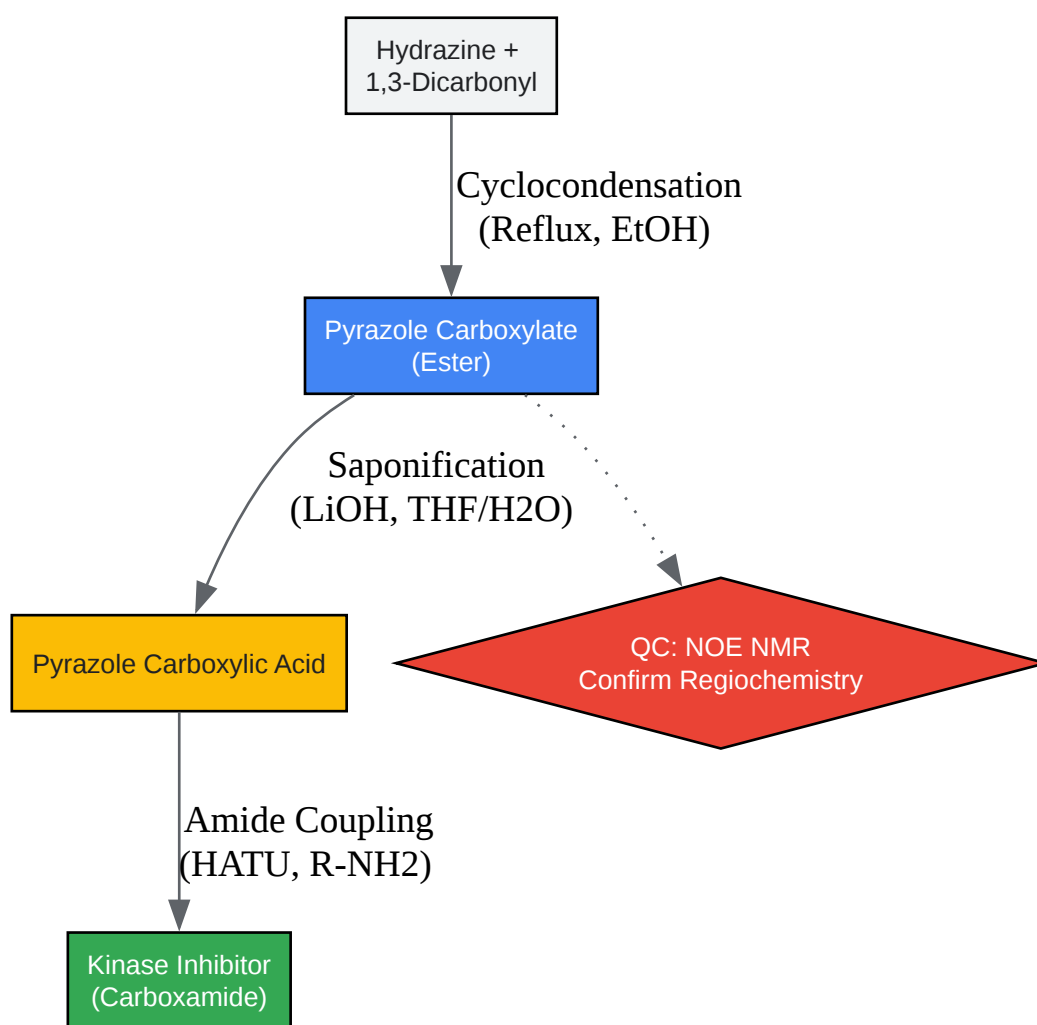 Hydrazine +
1,3-Dicarbonyl
Cyclocondensation
(Reflux, EtOH)
Pyrazole Carboxylate
(Ester)
Saponification
(LiOH, THF/H2O)
QC: NOE NMR
Confirm Regiochemistry
Pyrazole Carboxylic Acid
Amide Coupling
(HATU, R-NH2)
Kinase Inhibitor
(Carboxamide)